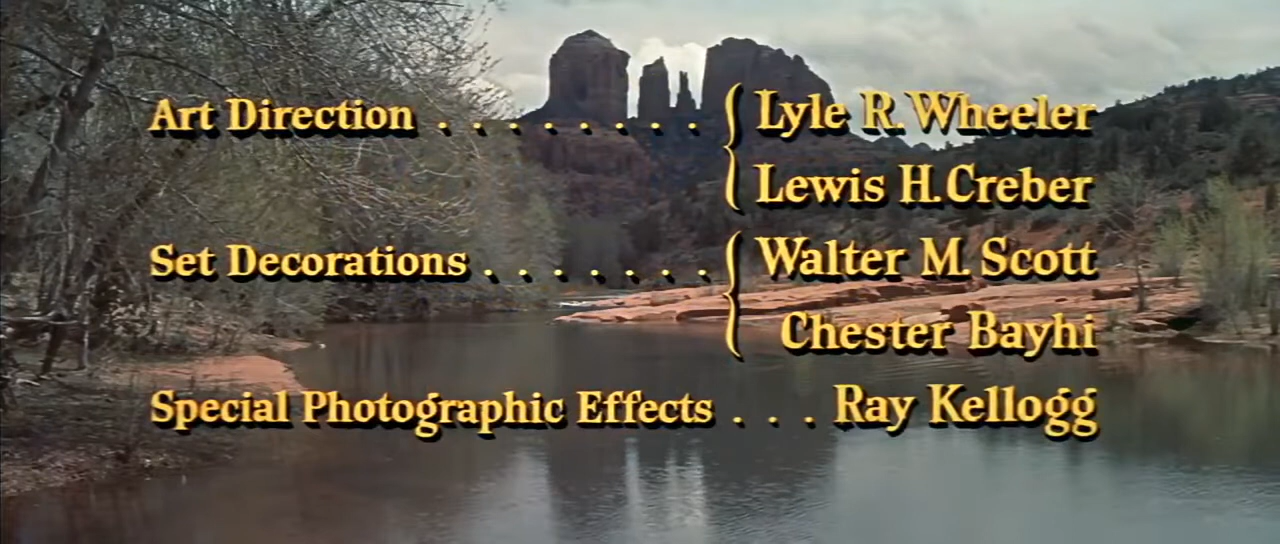 Art Direction . . . . . . . . { Lyle R. Wheeler
Lewis H. Creber
Set Decorations . . . . . . . { Walter M. Scott
Chester Bayhi
Special Photographic Effects . . . Ray Kellogg